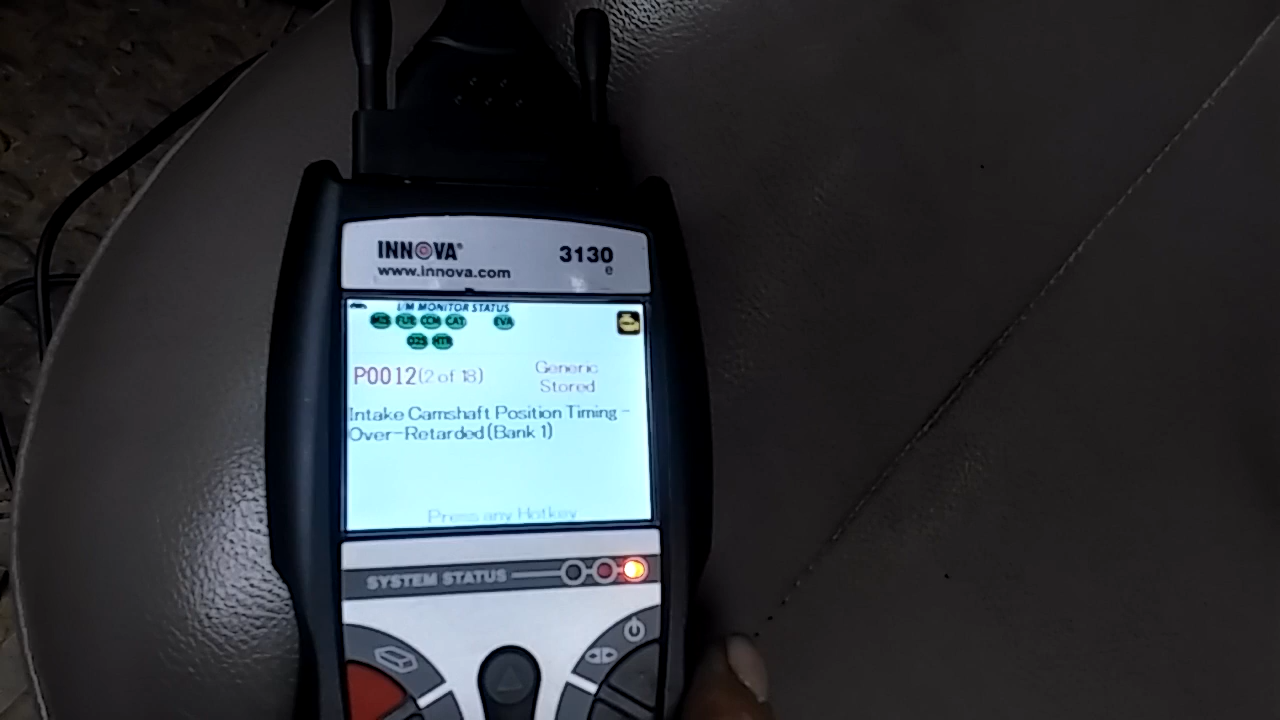 INNOVA®
www.innova.com
3130
e
I/M MONITOR STATUS
MIS FUE CCM CAT EVA
O2S HTR
P0012 (2 of 18)
Generic
Stored
Intake Camshaft Position Timing -
Over-Retarded (Bank 1)
Press any Hotkey
SYSTEM STATUS